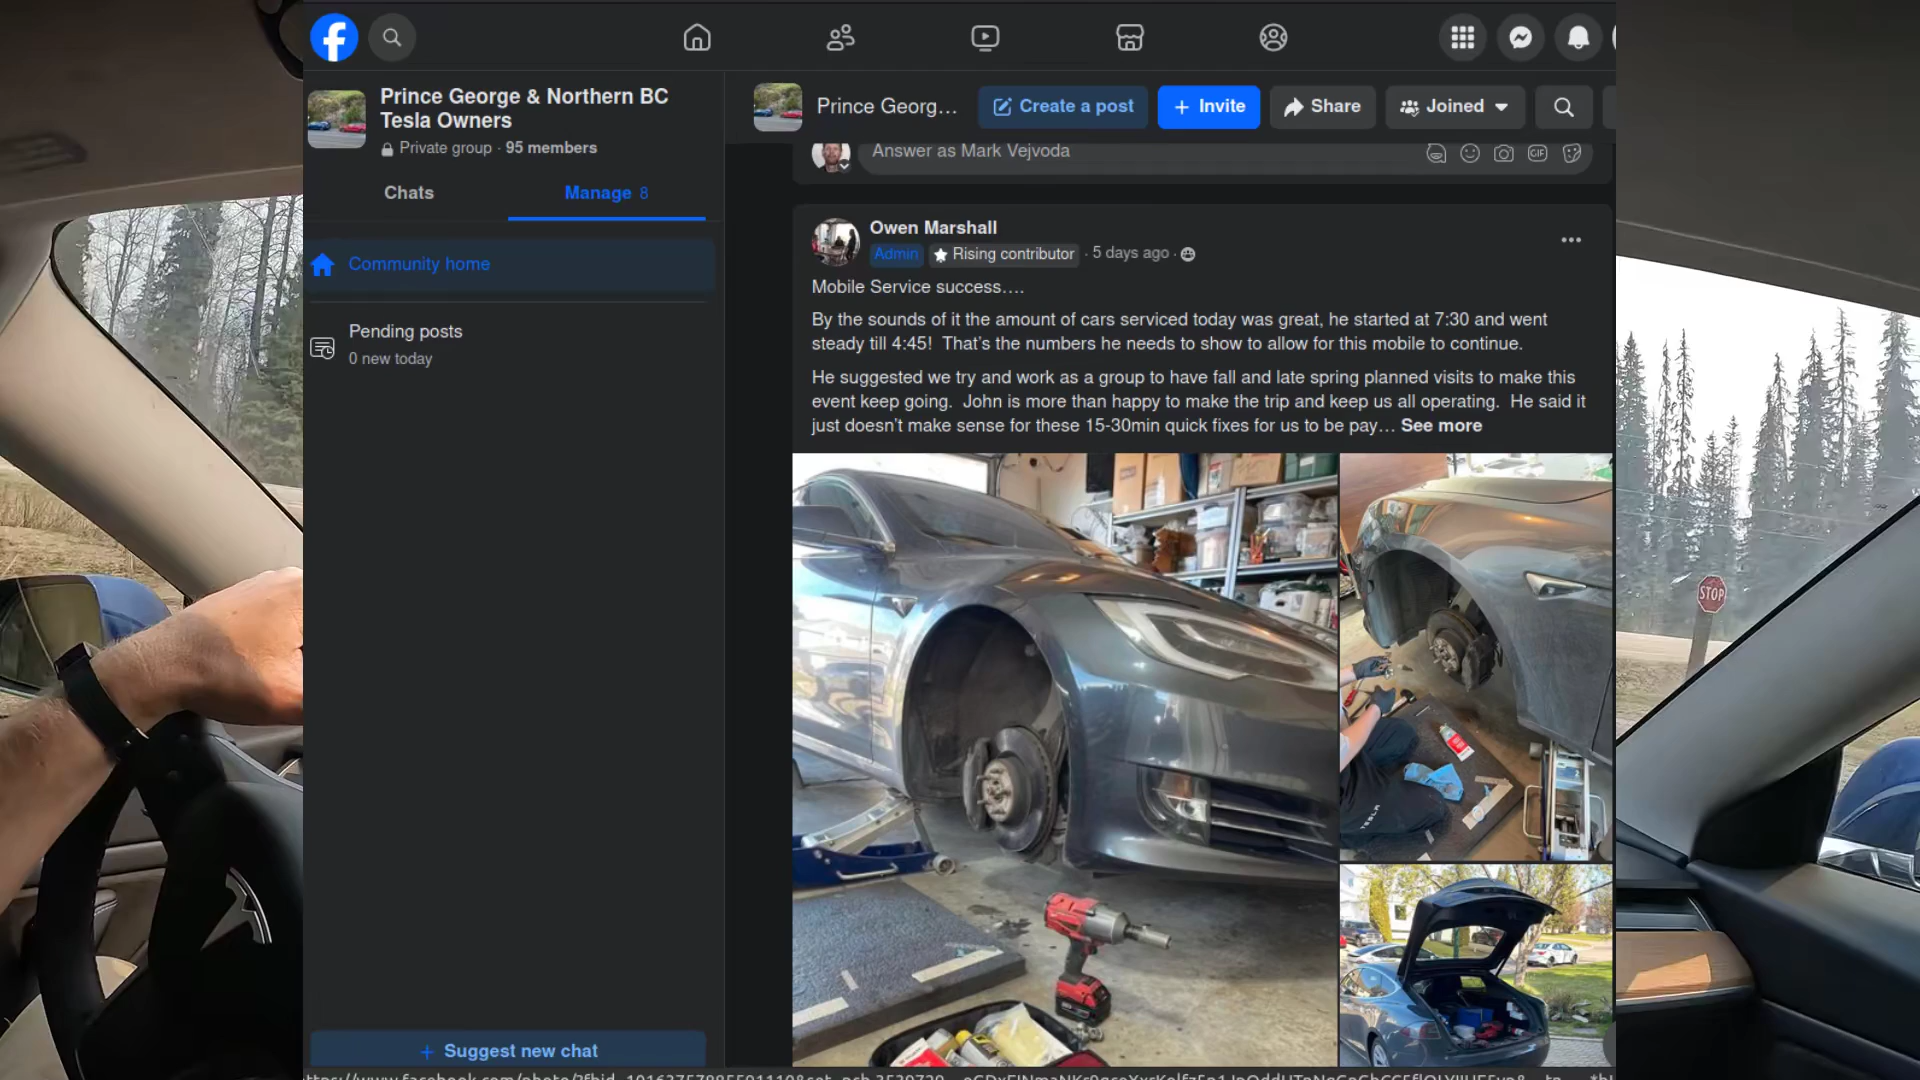 Prince George & Northern BC
Tesla Owners
Private group · 95 members
Chats
Manage 8
Community home
Pending posts
0 new today
Suggest new chat
Prince Georg…
Create a post
Invite
Share
Joined
Answer as Mark Vejvoda
GIF
Owen Marshall
Admin
Rising contributor · 5 days ago ·
Mobile Service success….
By the sounds of it the amount of cars serviced today was great, he started at 7:30 and went
steady till 4:45! That's the numbers he needs to show to allow for this mobile to continue.
He suggested we try and work as a group to have fall and late spring planned visits to make this
event keep going. John is more than happy to make the trip and keep us all operating. He said it
just doesn't make sense for these 15-30min quick fixes for us to be pay… See more
TESLA
STOP